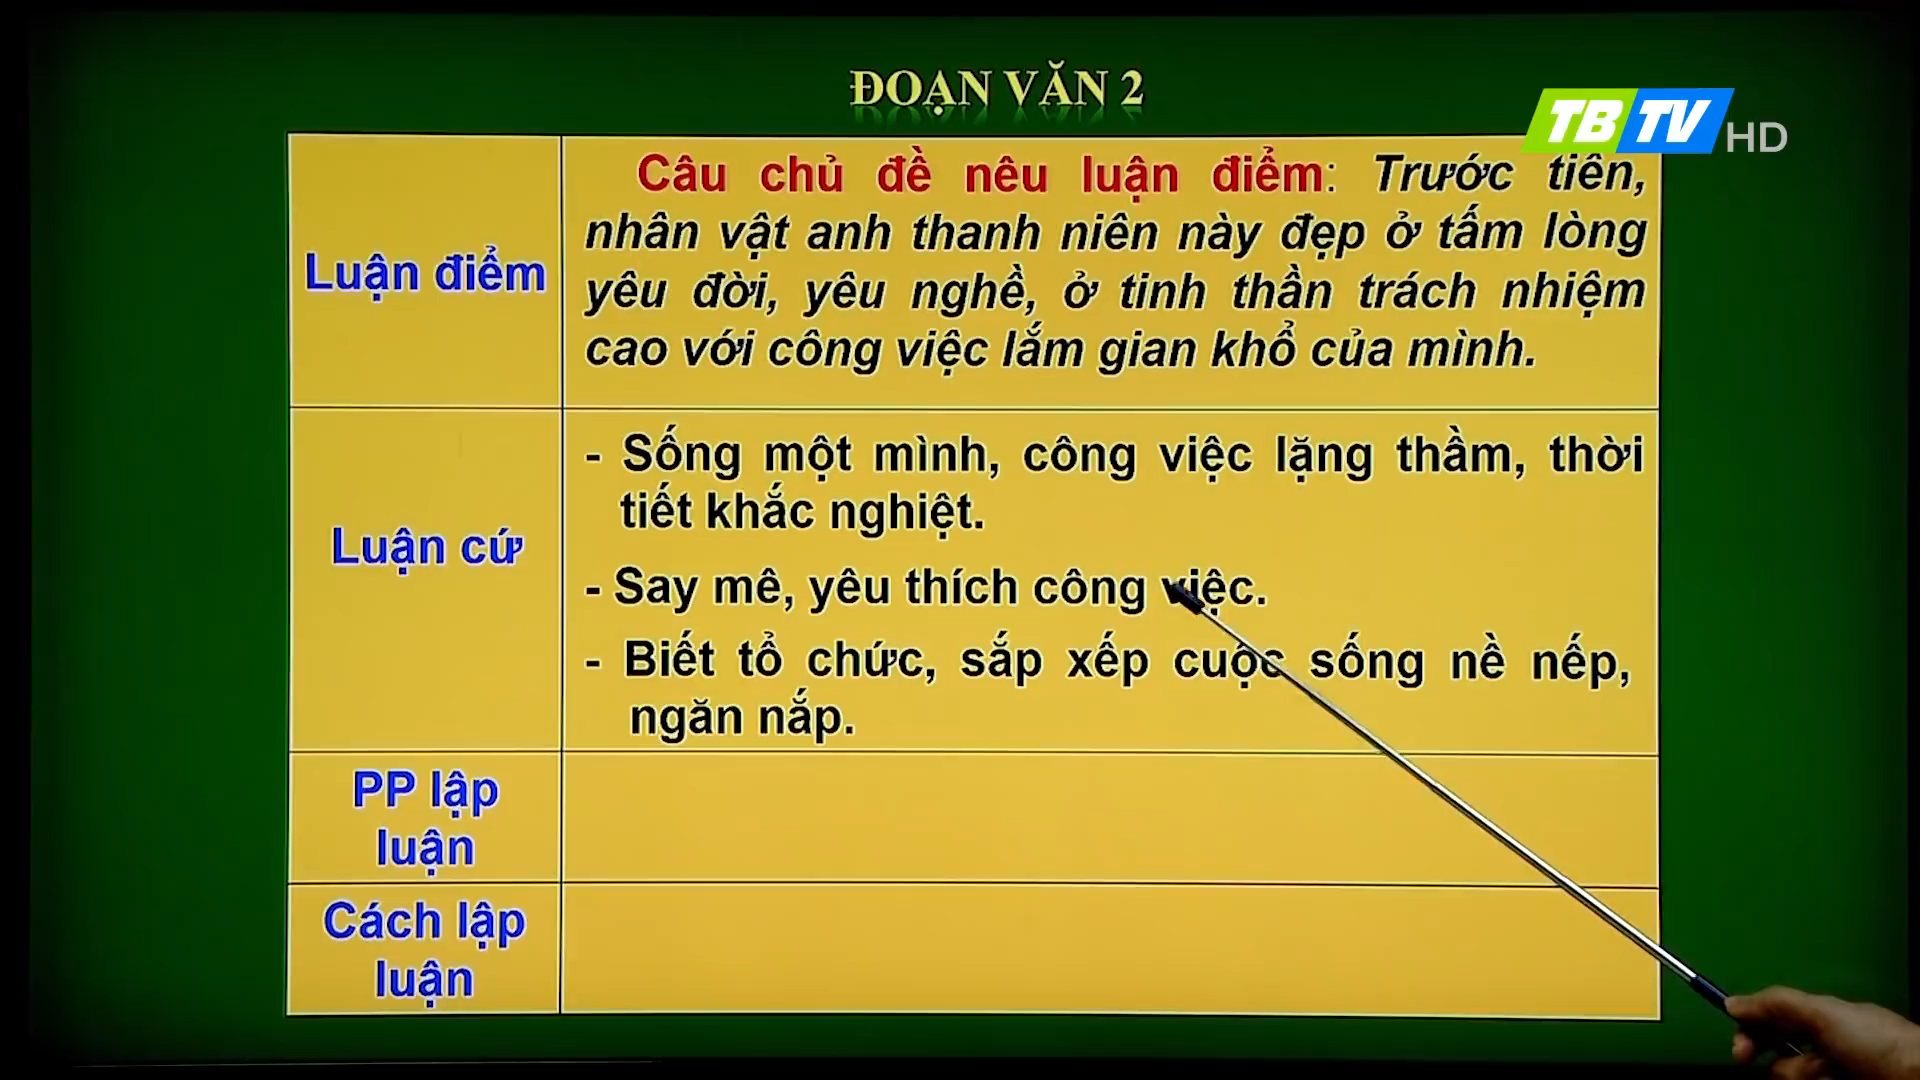 ĐOẠN VĂN 2
TBTV HD
Luận điểm
Câu chủ đề nêu luận điểm: Trước tiên,
nhân vật anh thanh niên này đẹp ở tấm lòng
yêu đời, yêu nghề, ở tinh thần trách nhiệm
cao với công việc lắm gian khổ của mình.
Luận cứ
- Sống một mình, công việc lặng thầm, thời
tiết khắc nghiệt.
- Say mê, yêu thích công việc.
- Biết tổ chức, sắp xếp cuộc sống nề nếp,
ngăn nắp.
PP lập
luận
Cách lập
luận